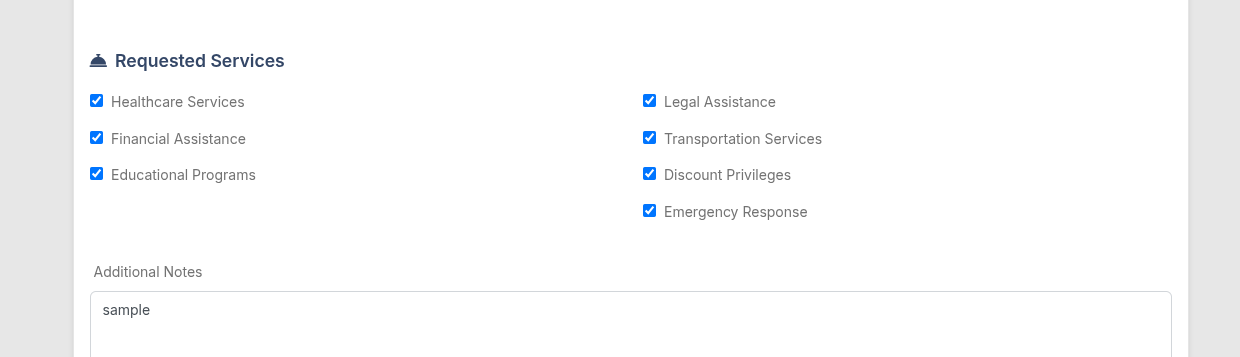 Requested Services
Healthcare Services
Legal Assistance
Financial Assistance
Transportation Services
Educational Programs
Discount Privileges
Emergency Response
Additional Notes
sample